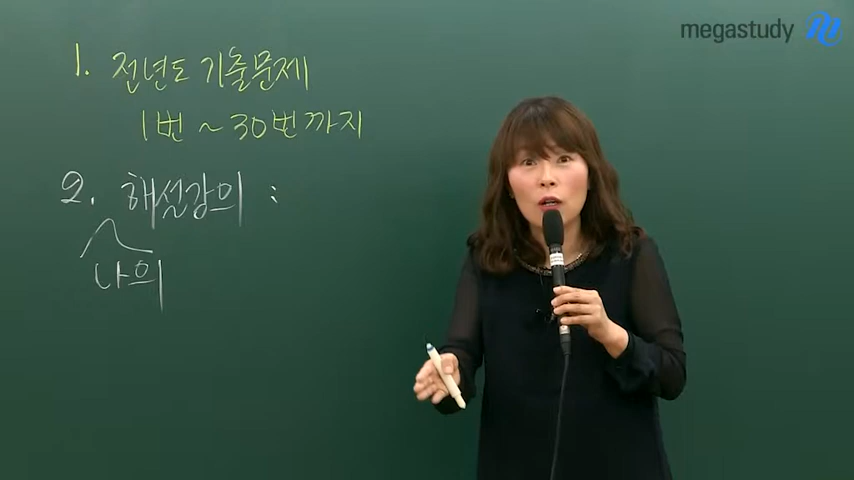 megastudy
1. 전년도 기출문제
1번 ~ 30번까지
2. 해설강의 :
나의